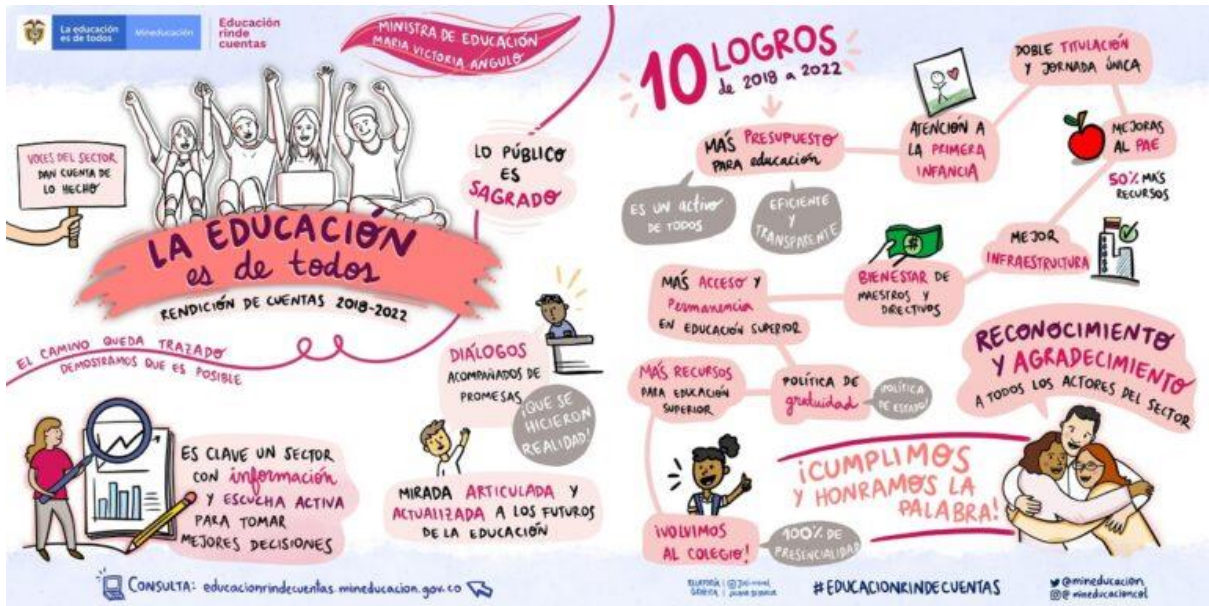 La educación
es de todos
Mineducación
Educación
rinde
cuentas
MINISTRA DE EDUCACIÓN
MARIA VICTORIA ANGULO
VOCES DEL SECTOR
DAN CUENTA DE
LO HECHO
LO PÚBLICO
ES
SAGRADO
LA EDUCACIÓN
es de todos
RENDICIÓN DE CUENTAS 2018-2022
EL CAMINO QUEDA TRAZADO
DEMOSTRAMOS QUE ES POSIBLE
DIÁLOGOS
ACOMPAÑADOS DE
PROMESAS
¡QUE SE
HICIERON
REALIDAD!
ES CLAVE UN SECTOR
CON información
Y ESCUCHA ACTIVA
PARA TOMAR
MEJORES DECISIONES
MIRADA ARTICULADA Y
ACTUALIZADA A LOS FUTUROS
DE LA EDUCACIÓN
CONSULTA: educacionrindecuentas.mineducacion.gov.co
10 LOGROS
de 2018 a 2022
MÁS PRESUPUESTO
PARA educación
ES UN activo
DE TODOS
EFICIENTE
Y
TRANSPARENTE
ATENCIÓN A
LA PRIMERA
INFANCIA
DOBLE TITULACIÓN
Y JORNADA ÚNICA
MEJORAS
AL PAE
50% MÁS
RECURSOS
MEJOR
INFRAESTRUCTURA
BIENESTAR DE
MAESTROS Y
DIRECTIVOS
MÁS ACCESO Y
Permanencia
EN EDUCACIÓN SUPERIOR
MÁS RECURSOS
PARA EDUCACIÓN
SUPERIOR
POLÍTICA DE
gratuidad
¡POLÍTICA
DE ESTADO!
RECONOCIMIENTO
Y AGRADECIMIENTO
A TODOS LOS ACTORES DEL SECTOR
¡VOLVIMOS
AL COLEGIO!
100% DE
PRESENCIALIDAD
¡CUMPLIMOS
Y HONRAMOS LA
PALABRA!
RELATORÍA
GRÁFICA
#EDUCACIONRINDECUENTAS
@mineducacion
@mineducacioncol